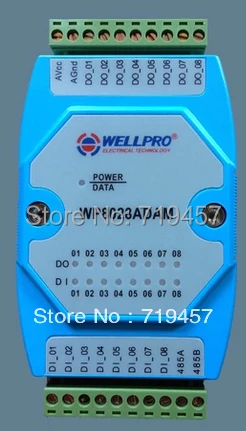 AVcc AGnd DO_01 DO_02 DO_03 DO_04 DO_05 DO_06 DO_07 DO_08
WELLPRO
ELECTRICAL TECHNOLOGY
POWER
DATA
Store No.: 719457
01 02 03 04 05 06 07 08
DO
DI
01 02 03 04 05 06 07 08
Store No.: 719457
DI_01 DI_02 DI_03 DI_04 DI_05 DI_06 DI_07 DI_08 485A 485B